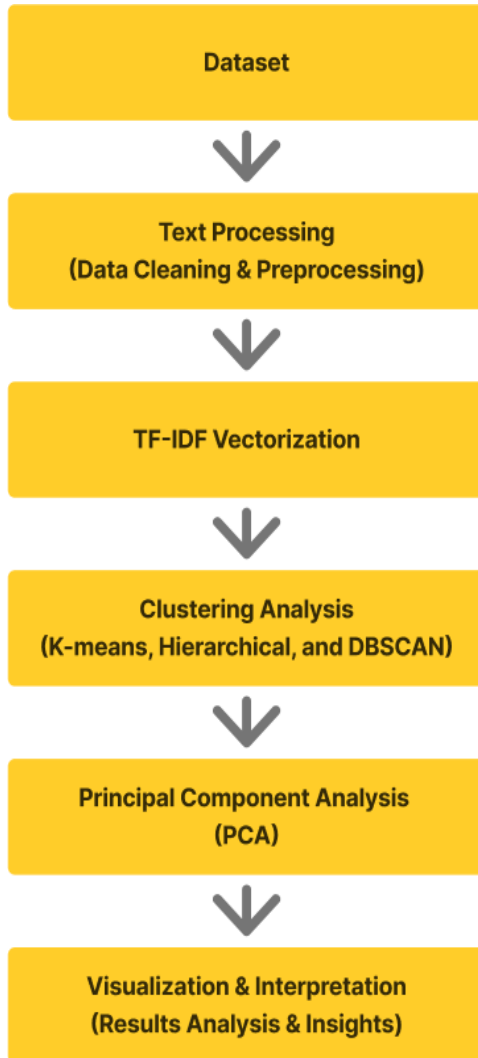 Dataset
Text Processing
(Data Cleaning & Preprocessing)
TF-IDF Vectorization
Clustering Analysis
(K-means, Hierarchical, and DBSCAN)
Principal Component Analysis
(PCA)
Visualization & Interpretation
(Results Analysis & Insights)